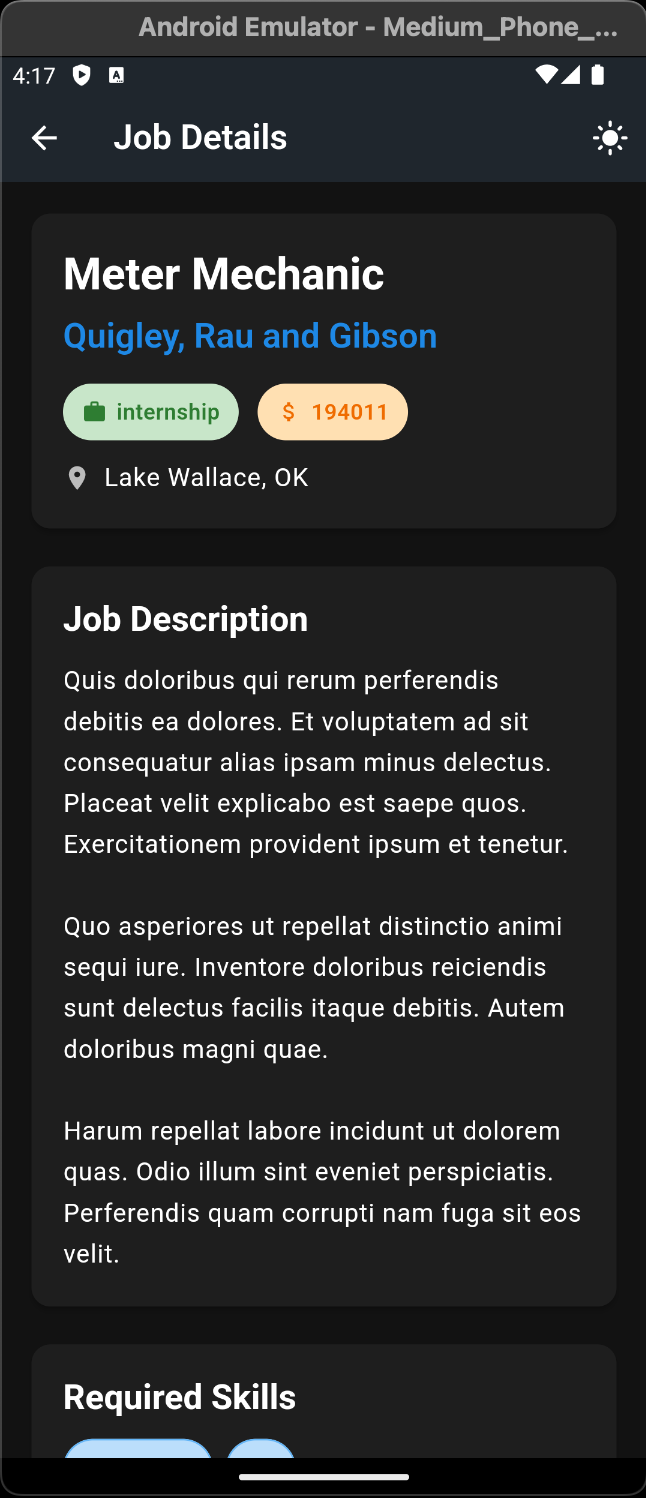 Android Emulator - Medium_Phone_...
4:17
Job Details
Meter Mechanic
Quigley, Rau and Gibson
internship
$ 194011
Lake Wallace, OK
Job Description
Quis doloribus qui rerum perferendis
debitis ea dolores. Et voluptatem ad sit
consequatur alias ipsam minus delectus.
Placeat velit explicabo est saepe quos.
Exercitationem provident ipsum et tenetur.
Quo asperiores ut repellat distinctio animi
sequi iure. Inventore doloribus reiciendis
sunt delectus facilis itaque debitis. Autem
doloribus magni quae.
Harum repellat labore incidunt ut dolorem
quas. Odio illum sint eveniet perspiciatis.
Perferendis quam corrupti nam fuga sit eos
velit.
Required Skills